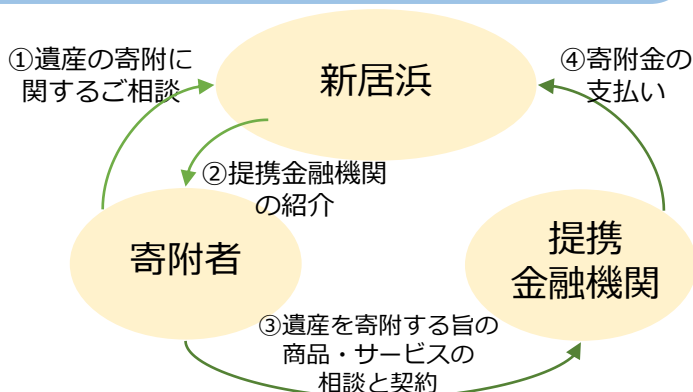 ①遺産の寄附に
関するご相談
新居浜
④寄附金の
支払い
②提携金融機関
の紹介
寄附者
提携
金融機関
③遺産を寄附する旨の
商品・サービスの
相談と契約